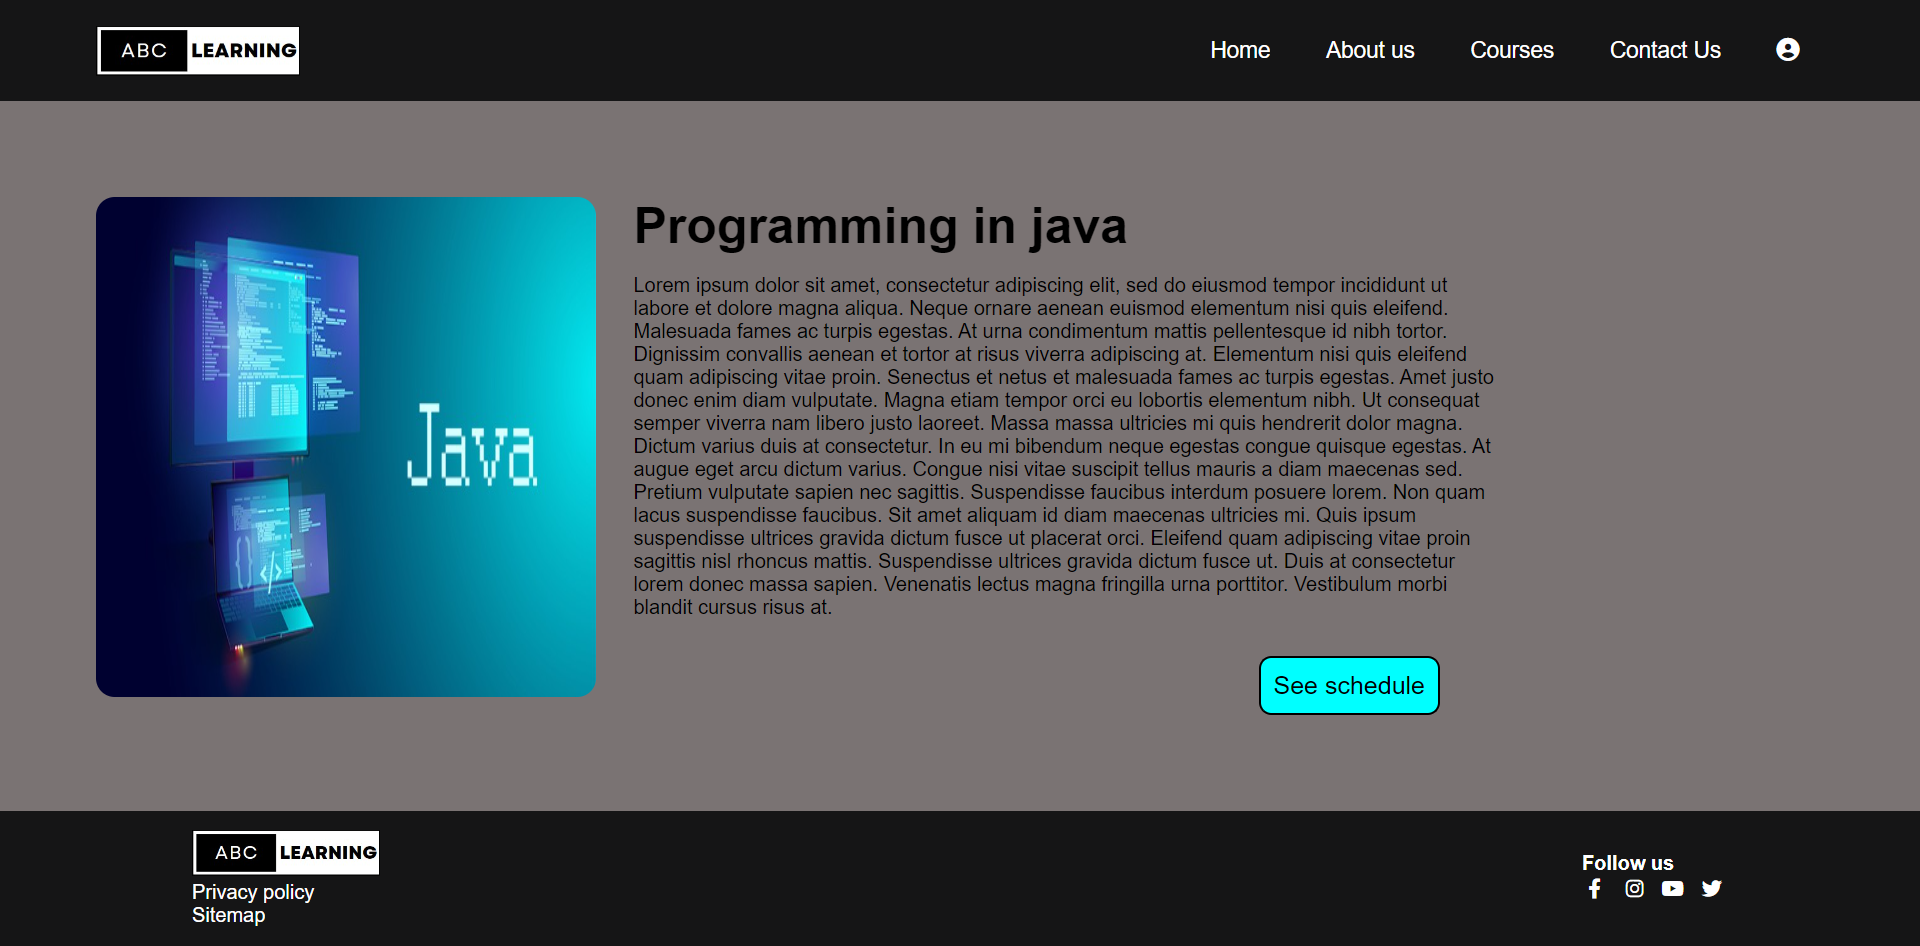 ABC LEARNING
Home
About us
Courses
Contact Us
Java
Programming in java
Lorem ipsum dolor sit amet, consectetur adipiscing elit, sed do eiusmod tempor incididunt ut
labore et dolore magna aliqua. Neque ornare aenean euismod elementum nisi quis eleifend.
Malesuada fames ac turpis egestas. At urna condimentum mattis pellentesque id nibh tortor.
Dignissim convallis aenean et tortor at risus viverra adipiscing at. Elementum nisi quis eleifend
quam adipiscing vitae proin. Senectus et netus et malesuada fames ac turpis egestas. Amet justo
donec enim diam vulputate. Magna etiam tempor orci eu lobortis elementum nibh. Ut consequat
semper viverra nam libero justo laoreet. Massa massa ultricies mi quis hendrerit dolor magna.
Dictum varius duis at consectetur. In eu mi bibendum neque egestas congue quisque egestas. At
augue eget arcu dictum varius. Congue nisi vitae suscipit tellus mauris a diam maecenas sed.
Pretium vulputate sapien nec sagittis. Suspendisse faucibus interdum posuere lorem. Non quam
lacus suspendisse faucibus. Sit amet aliquam id diam maecenas ultricies mi. Quis ipsum
suspendisse ultrices gravida dictum fusce ut placerat orci. Eleifend quam adipiscing vitae proin
sagittis nisl rhoncus mattis. Suspendisse ultrices gravida dictum fusce ut. Duis at consectetur
lorem donec massa sapien. Venenatis lectus magna fringilla urna porttitor. Vestibulum morbi
blandit cursus risus at.
See schedule
ABC LEARNING
Privacy policy
Sitemap
Follow us